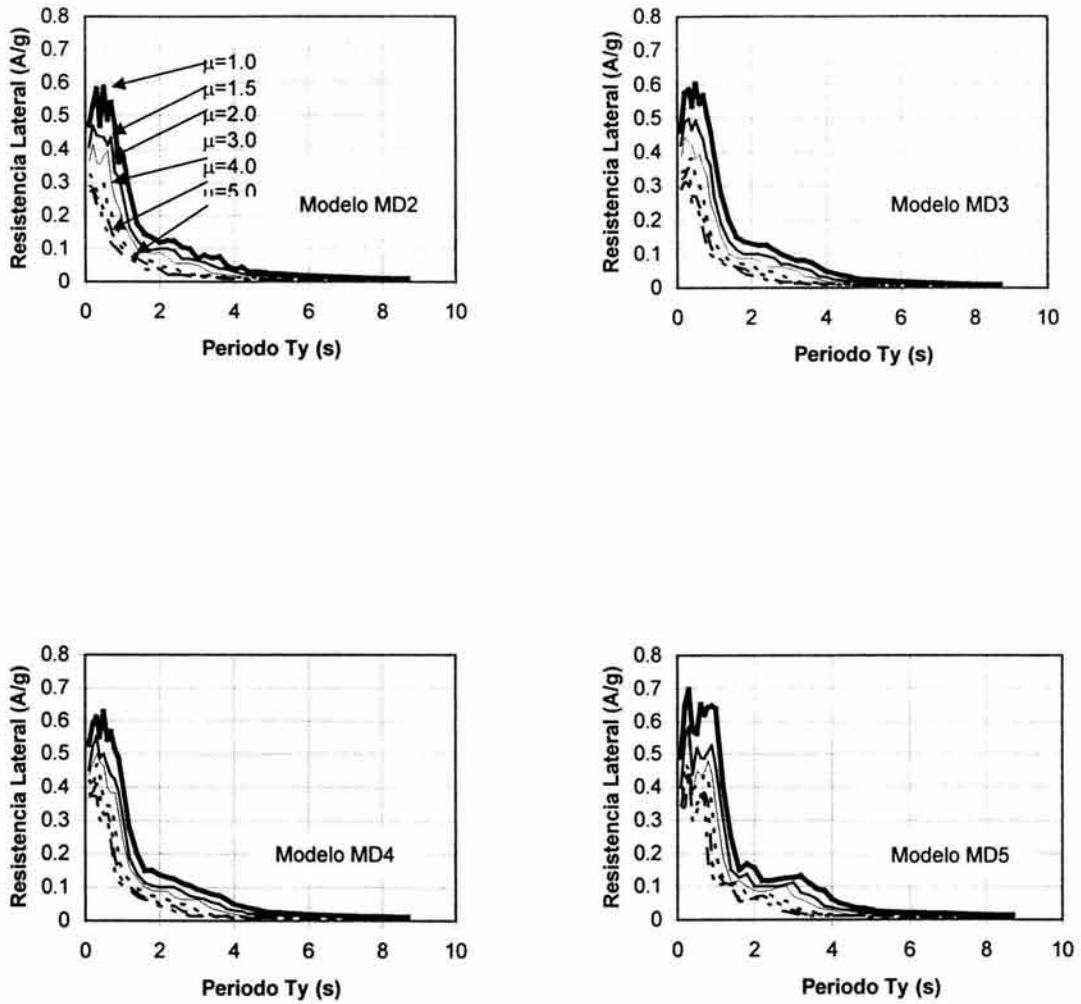 Resistencia Lateral (A/g)
0.8
0.7
0.6
0.5
0.4
0.3
0.2
0.1
0
μ=1.0
μ=1.5
μ=2.0
μ=3.0
μ=4.0
μ=5.0
Modelo MD2
0 2 4 6 8 10
Periodo Ty (s)
Resistencia Lateral (A/g)
0.8
0.7
0.6
0.5
0.4
0.3
0.2
0.1
0
Modelo MD3
0 2 4 6 8 10
Periodo Ty (s)
Resistencia Lateral (A/g)
0.8
0.7
0.6
0.5
0.4
0.3
0.2
0.1
0
Modelo MD4
0 2 4 6 8 10
Periodo Ty (s)
Resistencia Lateral (A/g)
0.8
0.7
0.6
0.5
0.4
0.3
0.2
0.1
0
Modelo MD5
0 2 4 6 8 10
Periodo Ty (s)